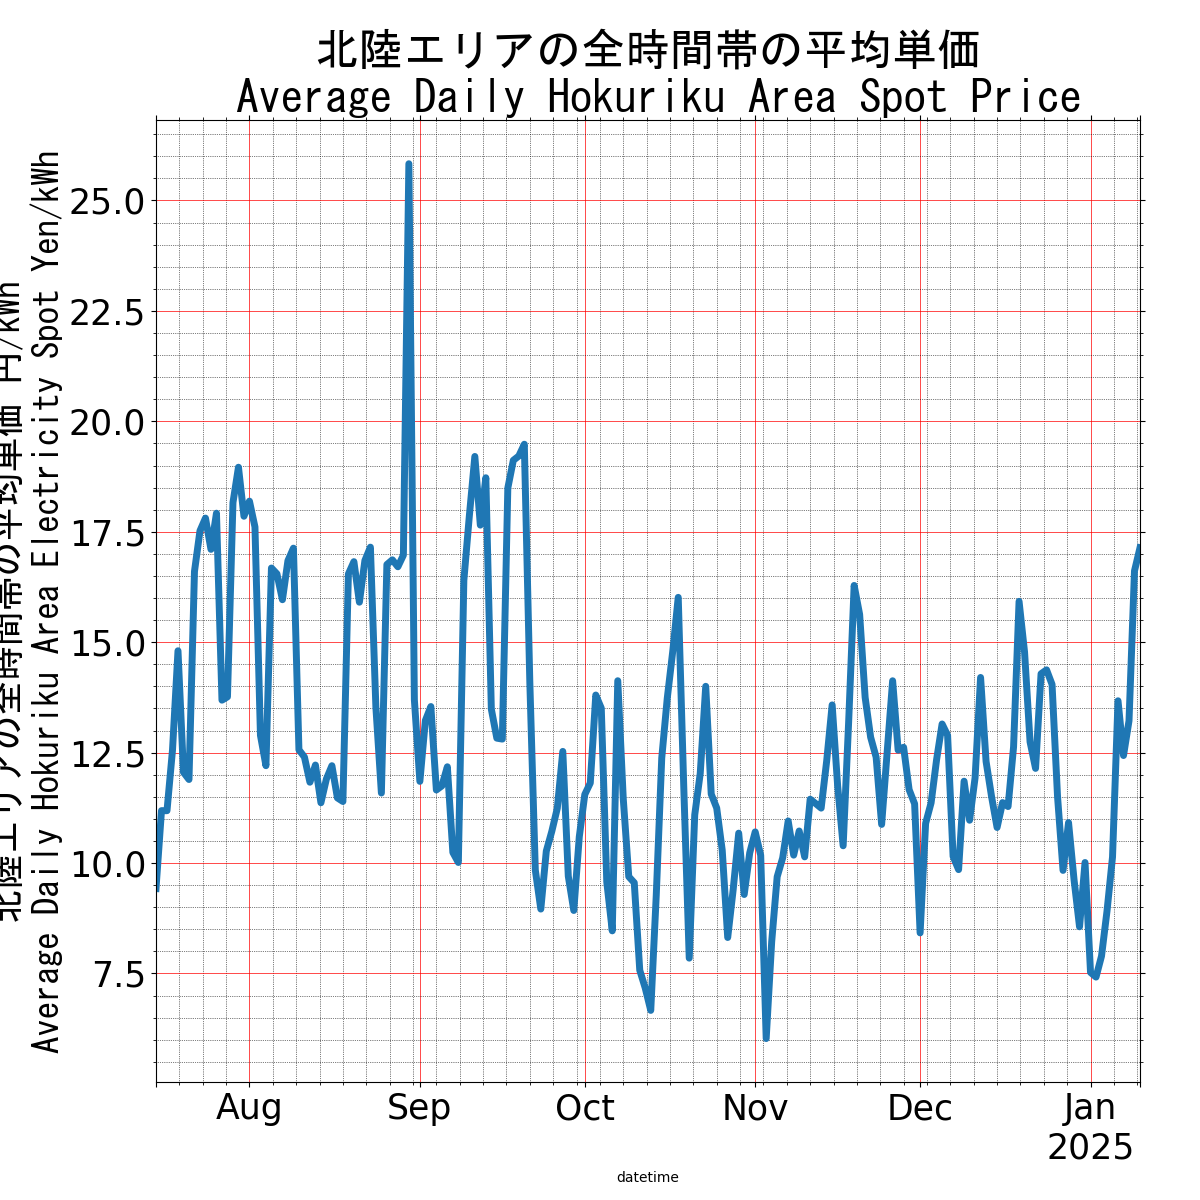 北陸エリアの全時間帯の平均単価
Average Daily Hokuriku Area Spot Price
北陸エリアの全時間帯の平均単価 円/kWh
Average Daily Hokuriku Area Electricity Spot Yen/kWh
25.0
22.5
20.0
17.5
15.0
12.5
10.0
7.5
Aug
Sep
Oct
Nov
Dec
Jan
2025
datetime